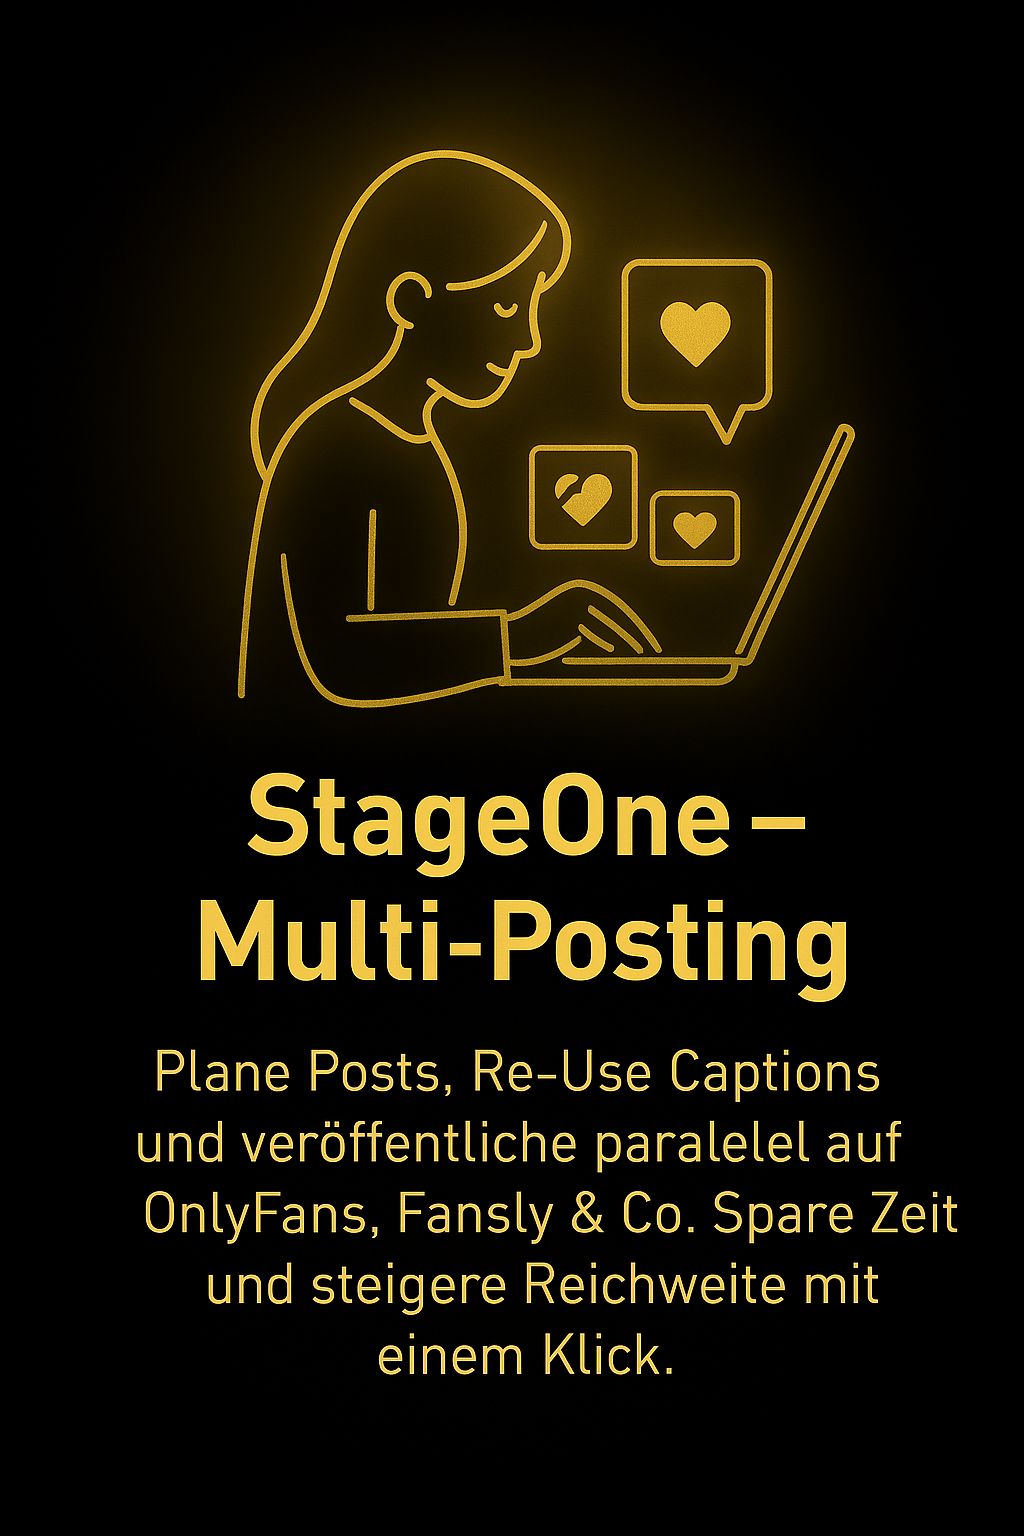 StageOne –
Multi-Posting
Plane Posts, Re-Use Captions
und veröffentliche paralelel auf
OnlyFans, Fansly & Co. Spare Zeit
und steigere Reichweite mit
einem Klick.